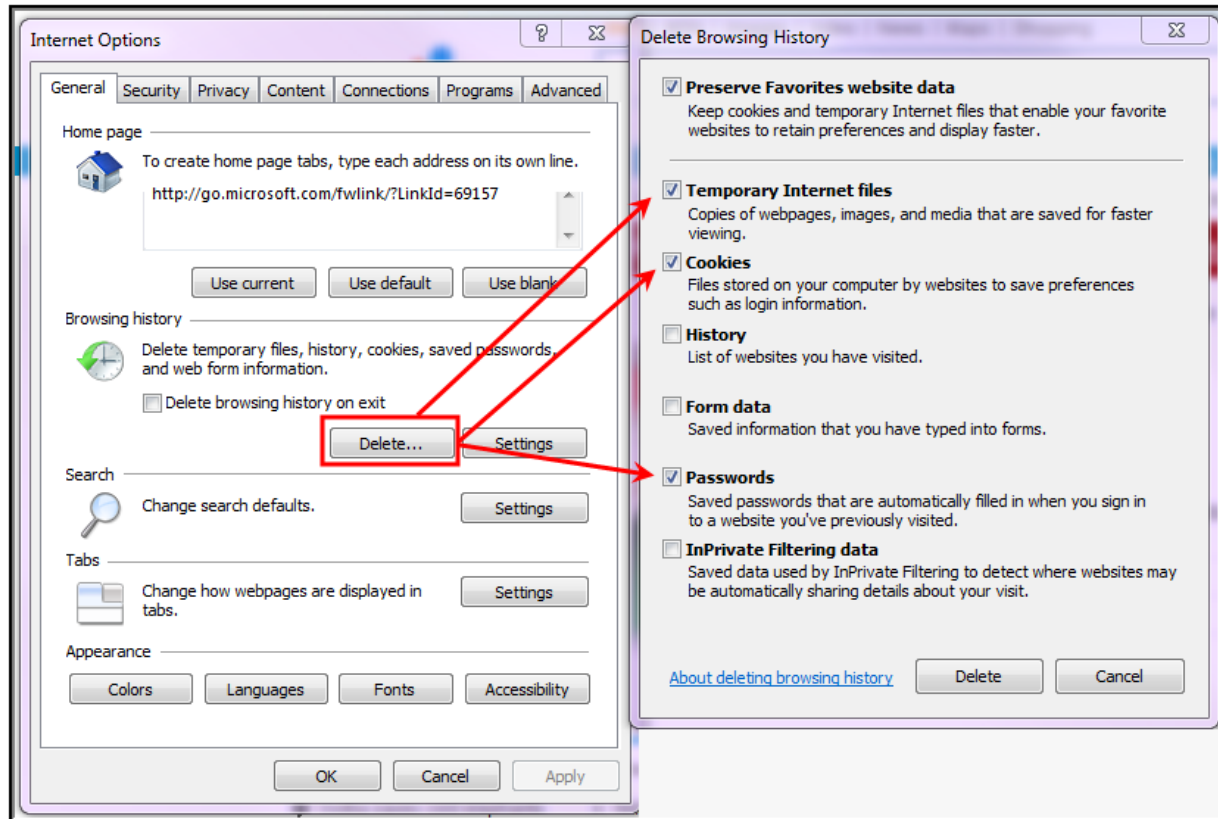 Internet Options
General Security Privacy Content Connections Programs Advanced
Home page
To create home page tabs, type each address on its own line.
http://go.microsoft.com/fwlink/?LinkId=69157
Use current Use default Use blank
Browsing history
Delete temporary files, history, cookies, saved passwords,
and web form information.
Delete browsing history on exit
Delete... Settings
Search
Change search defaults.
Settings
Tabs
Change how webpages are displayed in
tabs.
Settings
Appearance
Colors Languages Fonts Accessibility
OK Cancel Apply
Delete Browsing History
Preserve Favorites website data
Keep cookies and temporary Internet files that enable your favorite
websites to retain preferences and display faster.
Temporary Internet files
Copies of webpages, images, and media that are saved for faster
viewing.
Cookies
Files stored on your computer by websites to save preferences
such as login information.
History
List of websites you have visited.
Form data
Saved information that you have typed into forms.
Passwords
Saved passwords that are automatically filled in when you sign in
to a website you've previously visited.
InPrivate Filtering data
Saved data used by InPrivate Filtering to detect where websites may
be automatically sharing details about your visit.
About deleting browsing history Delete Cancel